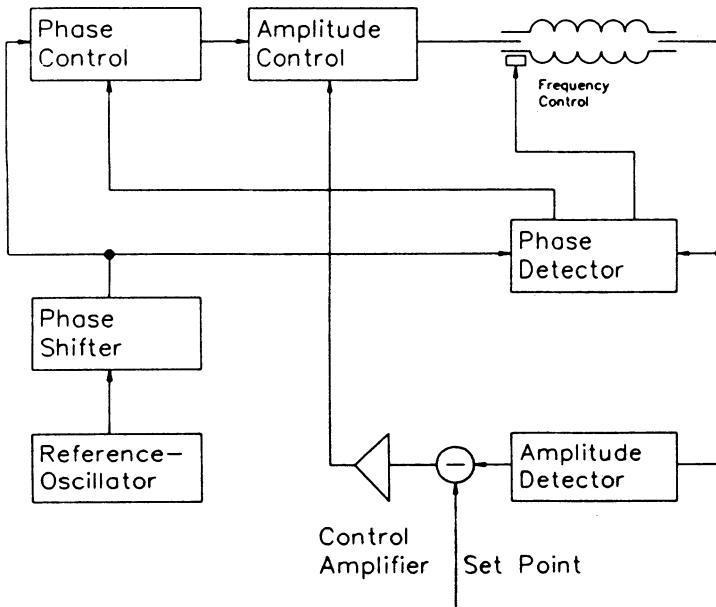 Phase
Control
Amplitude
Control
Frequency
Control
Phase
Detector
Phase
Shifter
Reference-
Oscillator
Amplitude
Detector
Control
Amplifier
Set Point